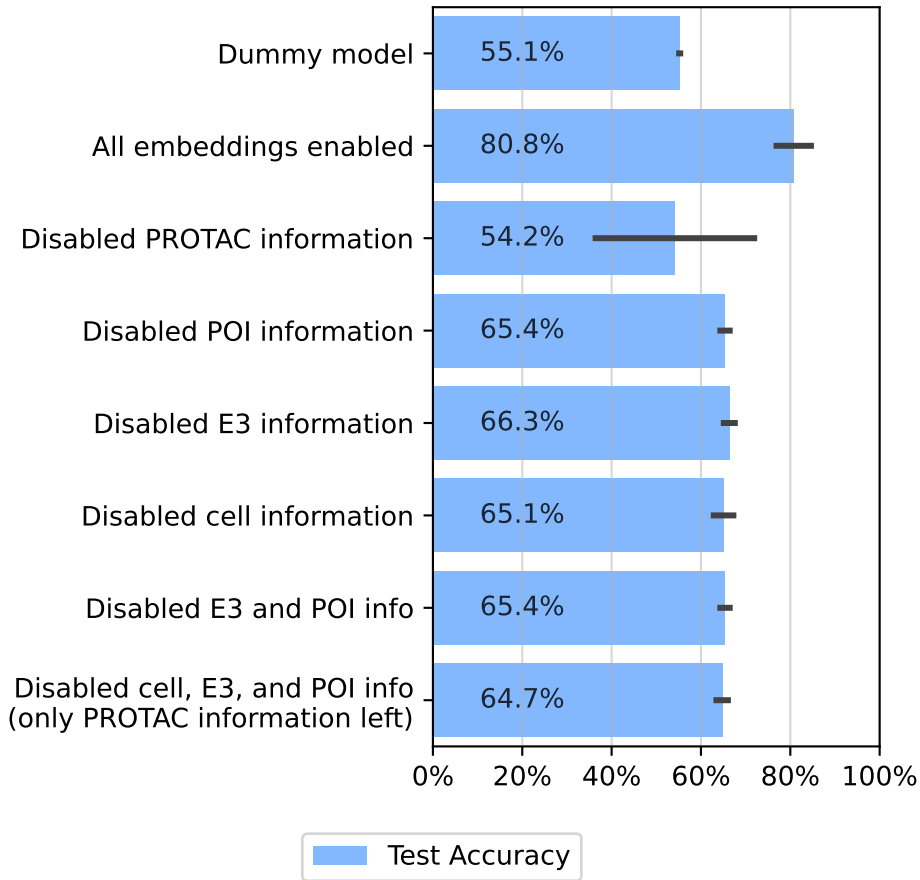 Dummy model
55.1%
All embeddings enabled
80.8%
Disabled PROTAC information
54.2%
Disabled POI information
65.4%
Disabled E3 information
66.3%
Disabled cell information
65.1%
Disabled E3 and POI info
65.4%
Disabled cell, E3, and POI info
(only PROTAC information left)
64.7%
0% 20% 40% 60% 80% 100%
Test Accuracy